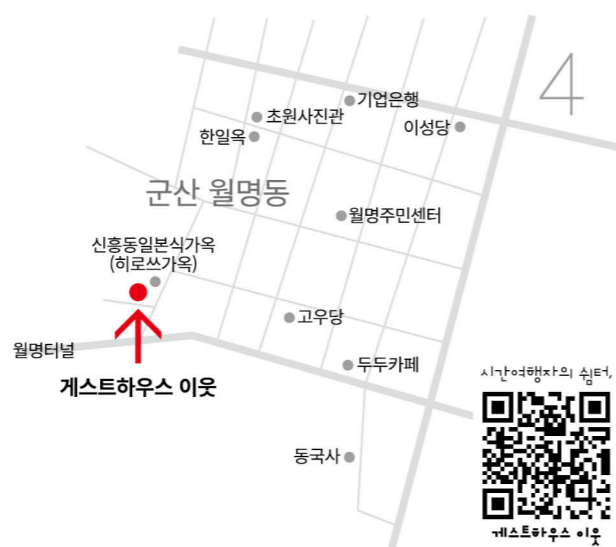 4
기업은행
초원사진관
이성당
한일옥
군산 월명동
월명주민센터
신흥동일본식가옥
(히로쓰가옥)
고우당
월명터널
두두카페
게스트하우스 이웃
시간여행자의 쉼터,
동국사
게스트하우스 이웃